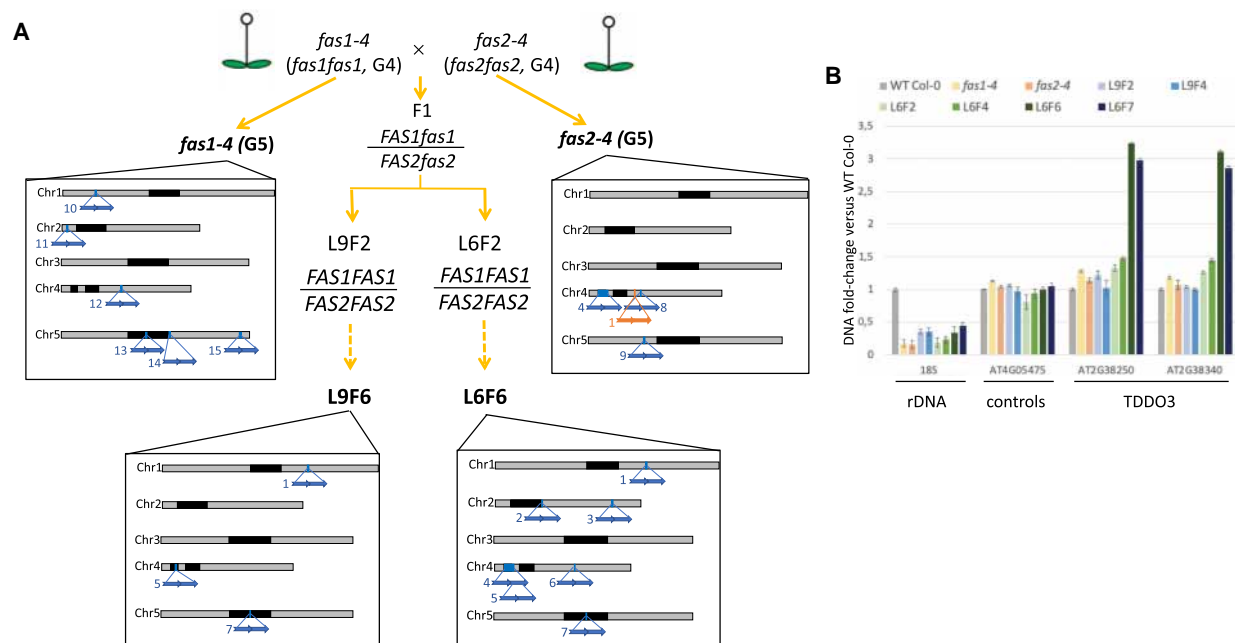 A
fas1-4
(fas1fas1, G4)
×
fas2-4
(fas2fas2, G4)
F1
FAS1fas1
FAS2fas2
fas1-4 (G5)
Chr1
10
Chr2
11
Chr3
Chr4
12
Chr5
13
14
15
fas2-4 (G5)
Chr1
Chr2
Chr3
Chr4
4
8
1
Chr5
9
L9F2
FAS1FAS1
FAS2FAS2
L6F2
FAS1FAS1
FAS2FAS2
L9F6
Chr1
1
Chr2
Chr3
Chr4
5
Chr5
7
L6F6
Chr1
1
Chr2
2
3
Chr3
Chr4
4
6
5
Chr5
7
B
WT Col-0 fas1-4 fas2-4 L9F2 L9F4
L6F2 L6F4 L6F6 L6F7
DNA fold-change versus WT Col-0
3,5
3
2,5
2
1,5
1
0,5
0
18S AT4G05475 AT2G38250 AT2G38340
rDNA controls TDDO3